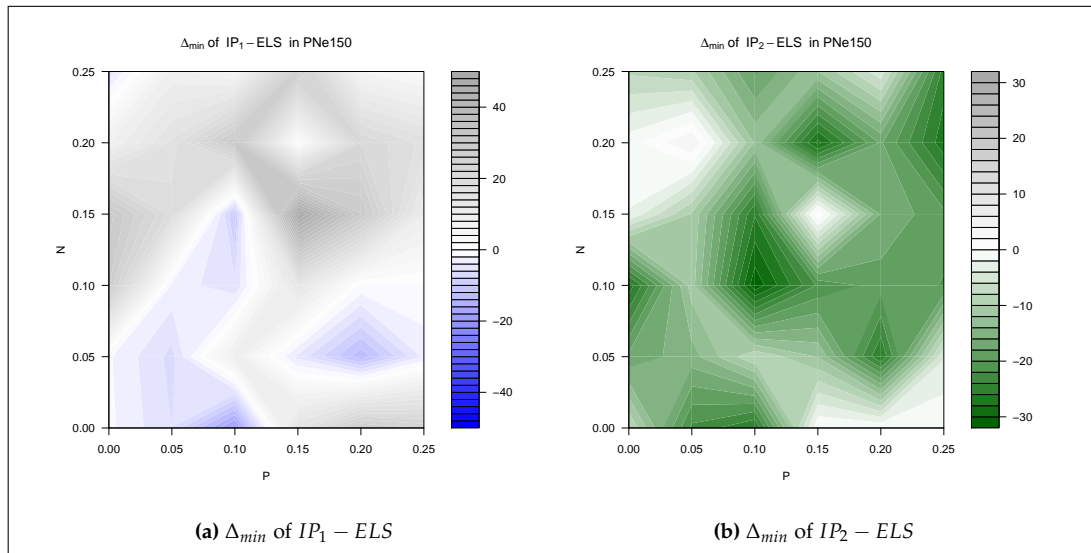 Δmin of IP1 − ELS in PNe150
0.25
0.20
0.15
0.10
0.05
0.00
N
0.00 0.05 0.10 0.15 0.20 0.25
P
40
20
0
−20
−40
(a) Δmin of IP1 − ELS
Δmin of IP2 − ELS in PNe150
0.25
0.20
0.15
0.10
0.05
0.00
N
0.00 0.05 0.10 0.15 0.20 0.25
P
30
20
10
0
−10
−20
−30
(b) Δmin of IP2 − ELS